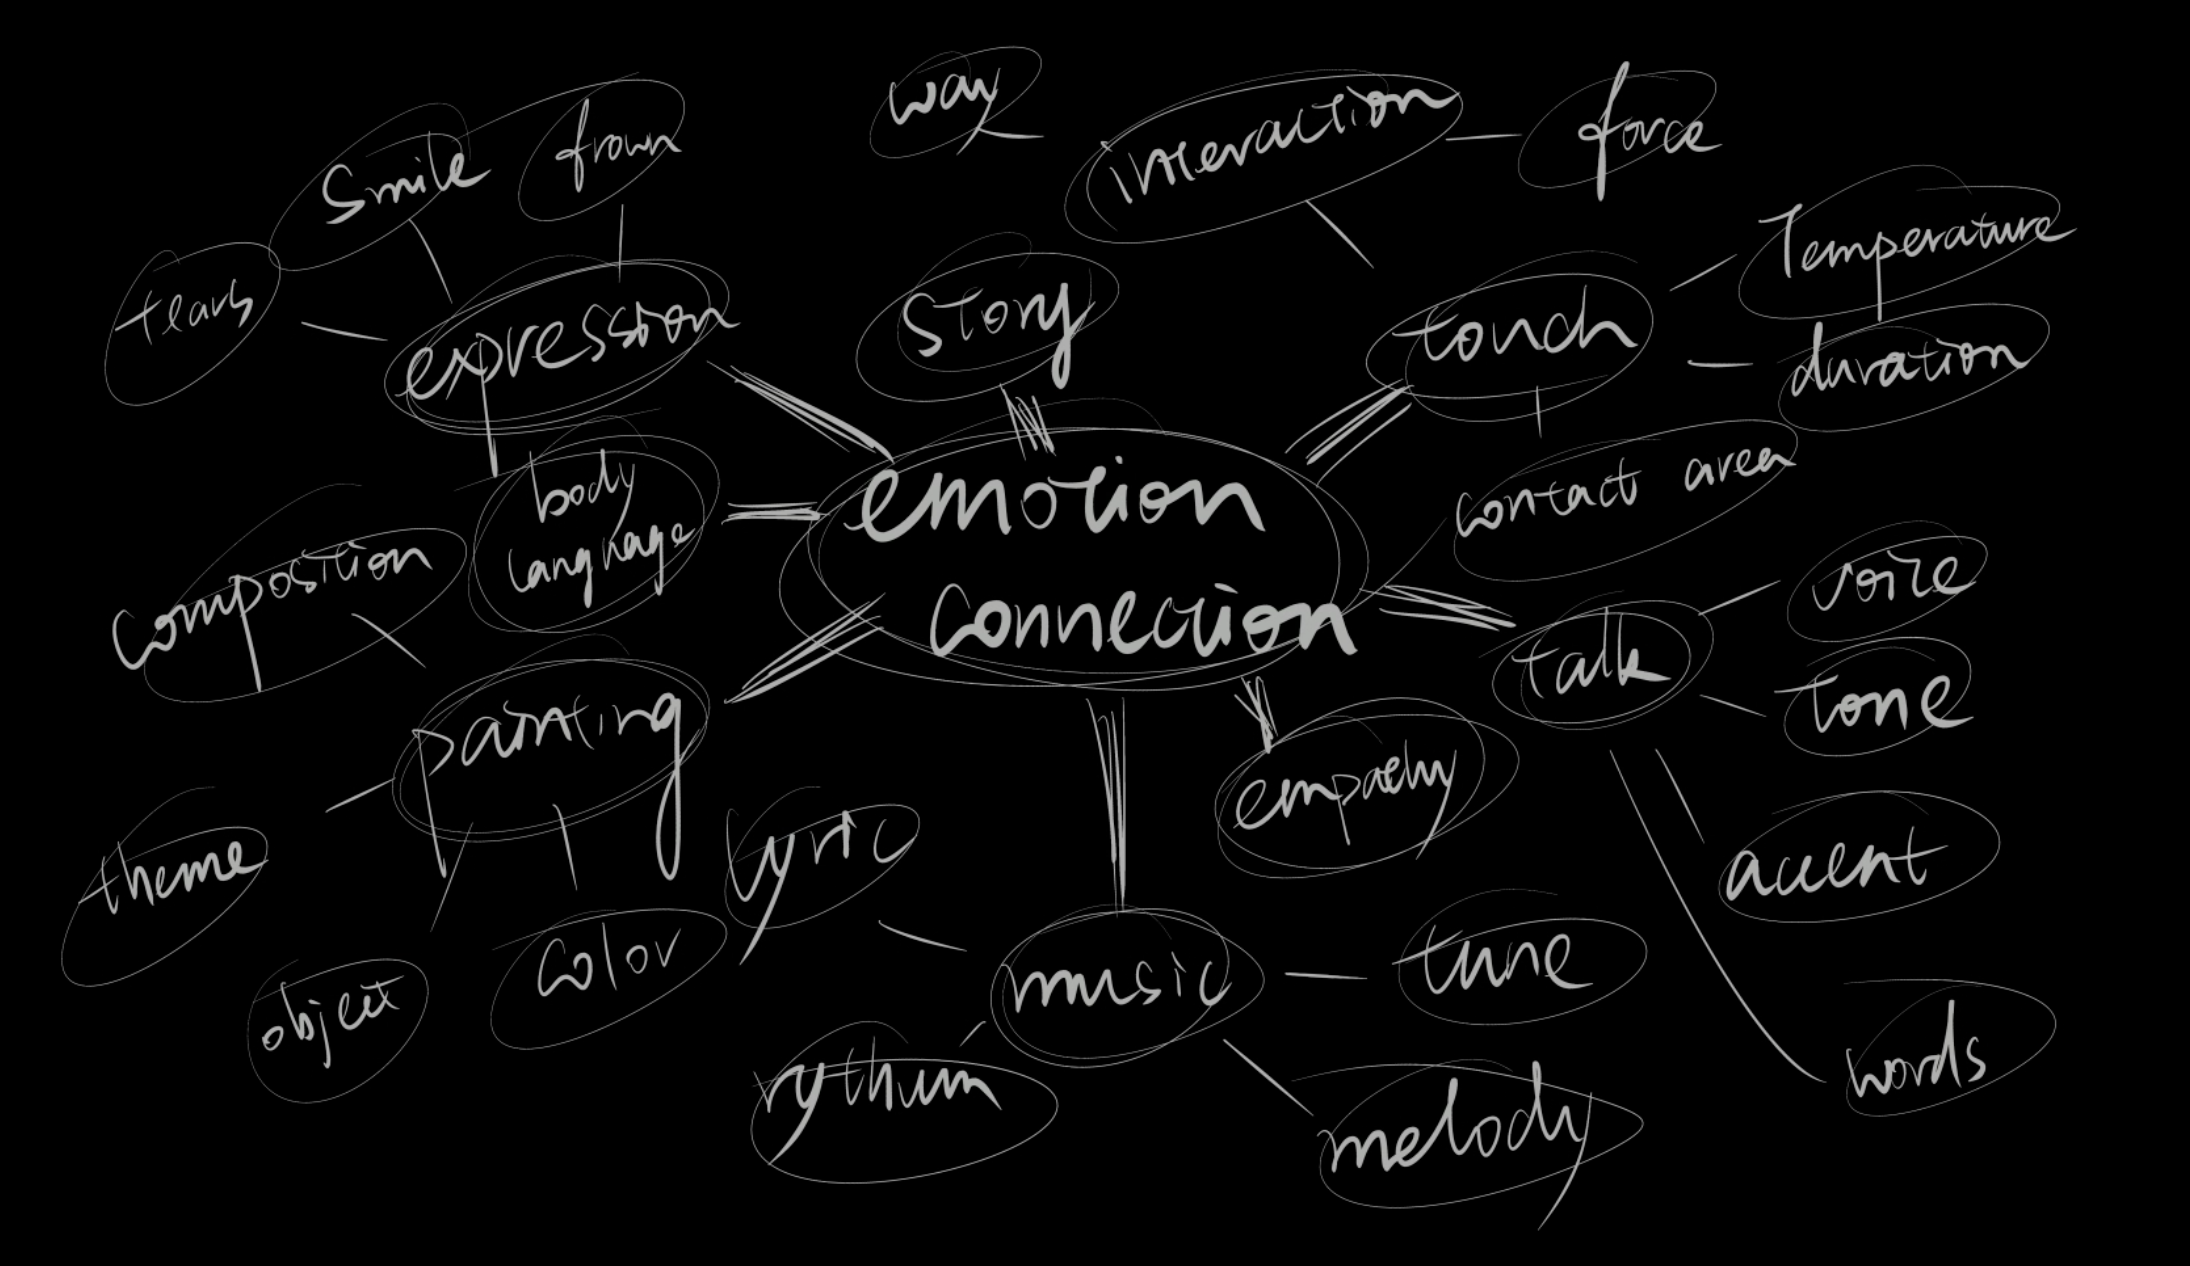 way
interaction
force
smile
frown
Temperature
tears
expression
story
touch
duration
body
language
emotion
connection
contact area
composition
voice
talk
tone
painting
empathy
theme
lyric
accent
object
color
music
tune
rythum
melody
words